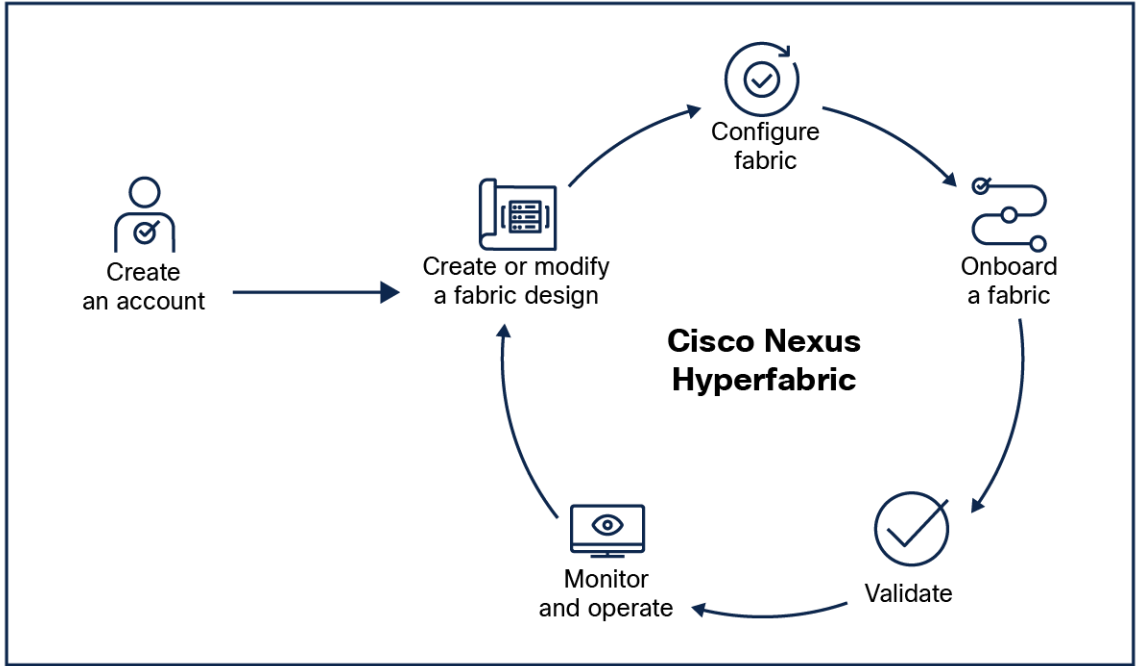 Create
an account
Create or modify
a fabric design
Configure
fabric
Onboard
a fabric
Cisco Nexus
Hyperfabric
Validate
Monitor
and operate